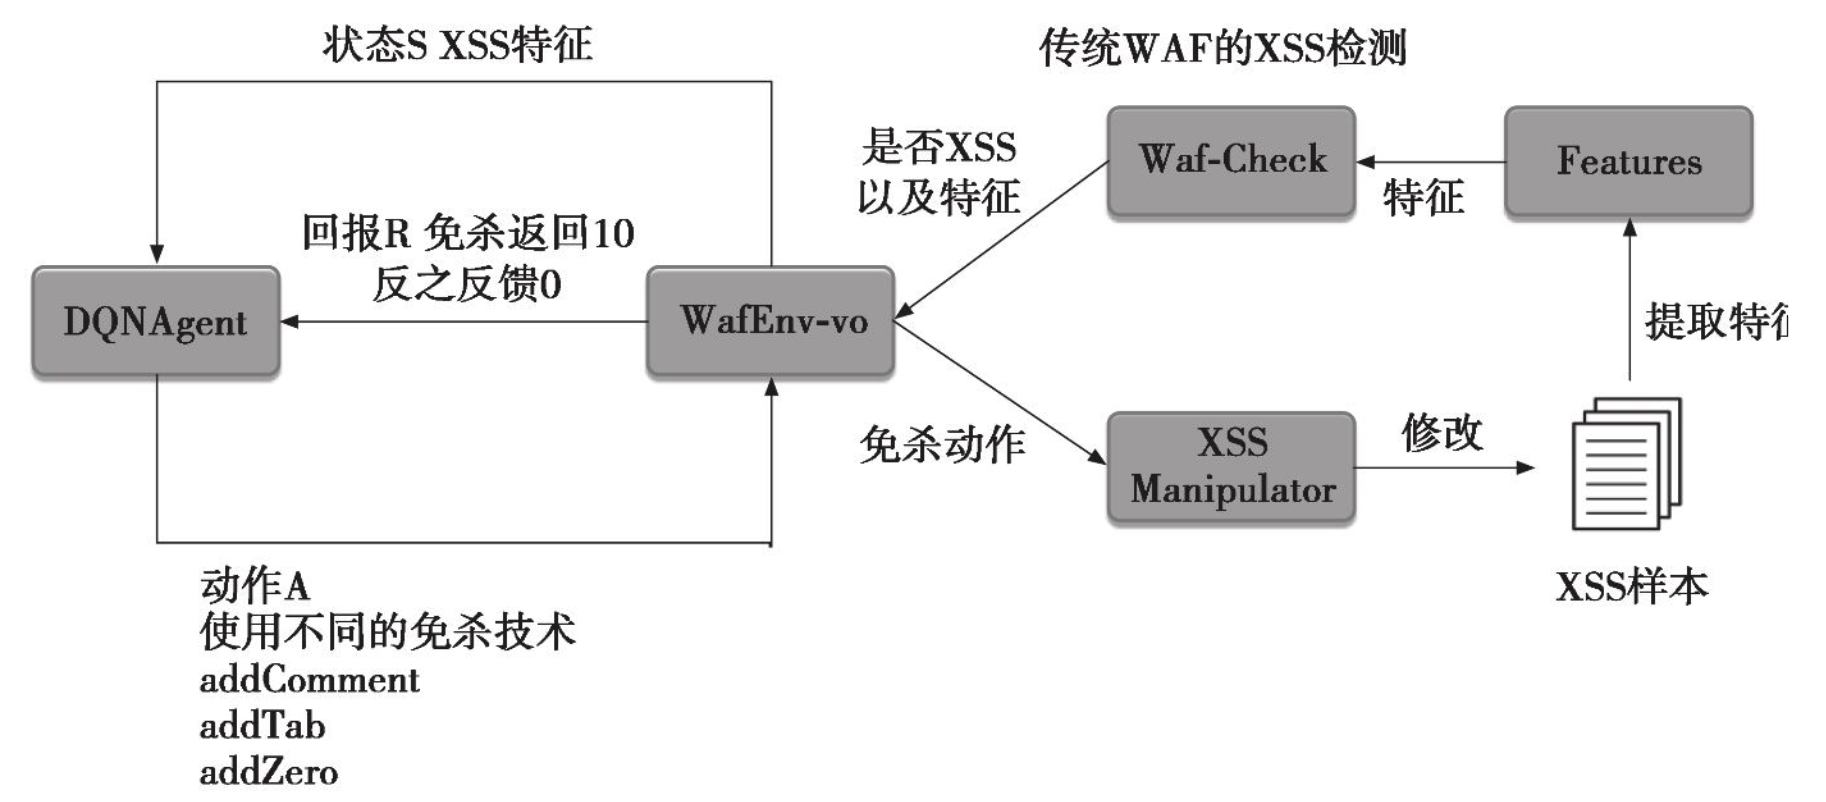 状态S XSS特征
传统WAF的XSS检测
是否XSS
以及特征
Waf-Check
特征
Features
回报R 免杀返回10
反之反馈0
DQNAgent
WafEnv-vo
提取特
免杀动作
XSS
Manipulator
修改
XSS样本
动作A
使用不同的免杀技术
addComment
addTab
addZero